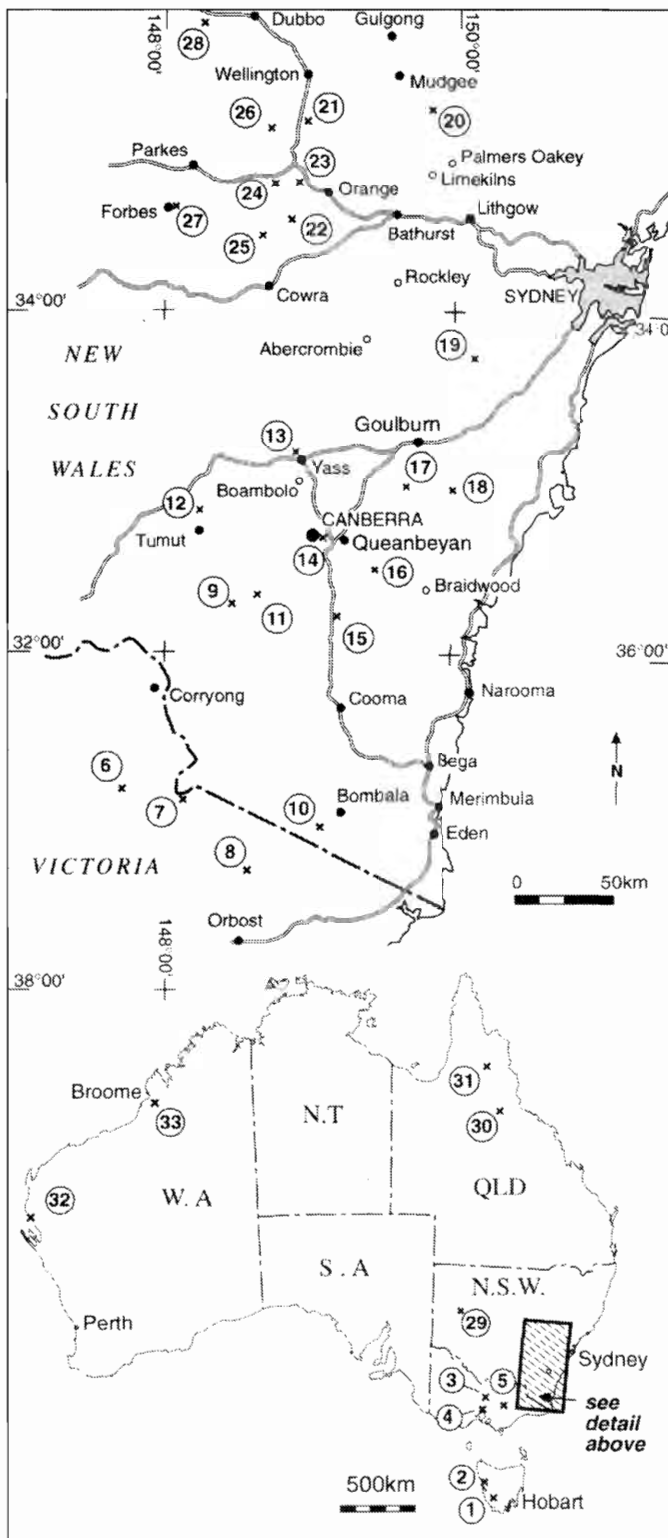 148°00'
Dubbo
Gulgong
150°00'
28
Wellington
Mudgee
26
21
20
Parkes
23
Palmers Oakey
Limekilns
24
Orange
Forbes
27
22
Lithgow
25
Bathurst
Rockley
SYDNEY
Cowra
34°00'
34°0
NEW
SOUTH
WALES
Abercrombie
19
Goulburn
13
Yass
17
Boambolo
18
12
CANBERRA
Tumut
14
Queanbeyan
16
Braidwood
9
11
15
32°00'
36°00'
Corryong
Cooma
Narooma
N
6
Bega
7
10
Bombala
Merimbula
Eden
VICTORIA
8
0 50km
Orbost
148°00'
38°00'
Broome
31
33
N.T
30
32
W.A
QLD
S.A
N.S.W.
Perth
29
Sydney
3
5
4
see
detail
above
500km
2
1
Hobart